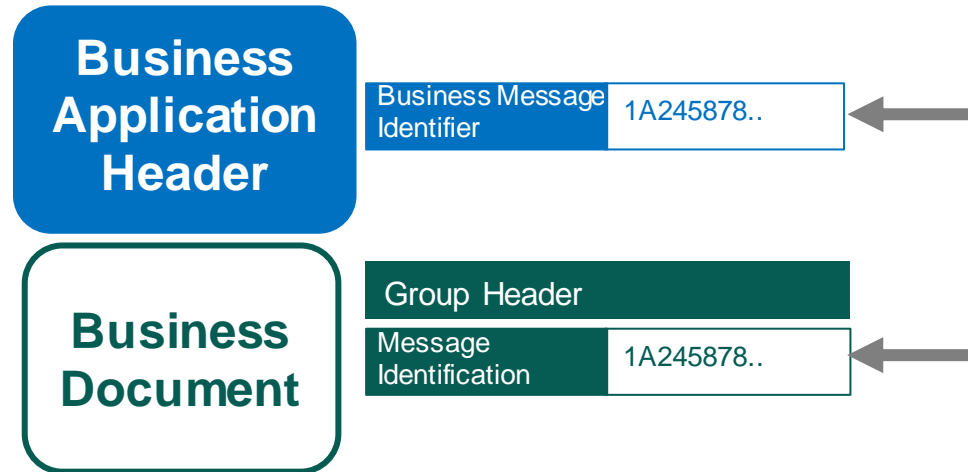 Business
Application
Header
Business Message
Identifier
1A245878..
Business
Document
Group Header
Message
Identification
1A245878..